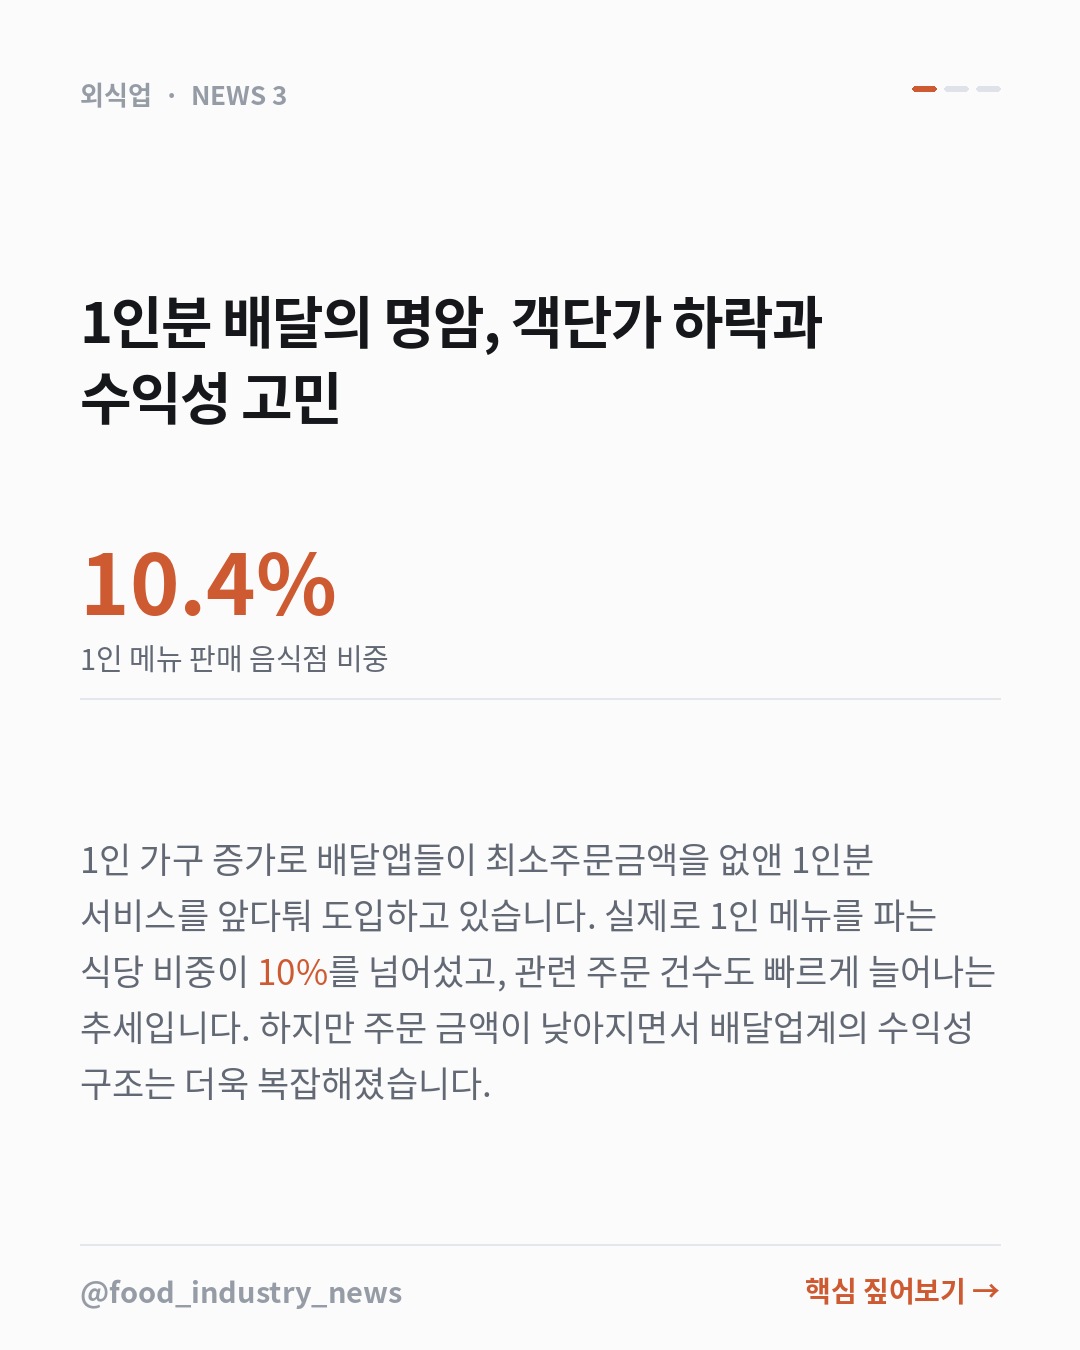 외식업 · NEWS 3
1인분 배달의 명암, 객단가 하락과
수익성 고민
10.4%
1인 메뉴 판매 음식점 비중
1인 가구 증가로 배달앱들이 최소주문금액을 없앤 1인분
서비스를 앞다퉈 도입하고 있습니다. 실제로 1인 메뉴를 파는
식당 비중이 10%를 넘어섰고, 관련 주문 건수도 빠르게 늘어나는
추세입니다. 하지만 주문 금액이 낮아지면서 배달업계의 수익성
구조는 더욱 복잡해졌습니다.
@food_industry_news
핵심 짚어보기 →